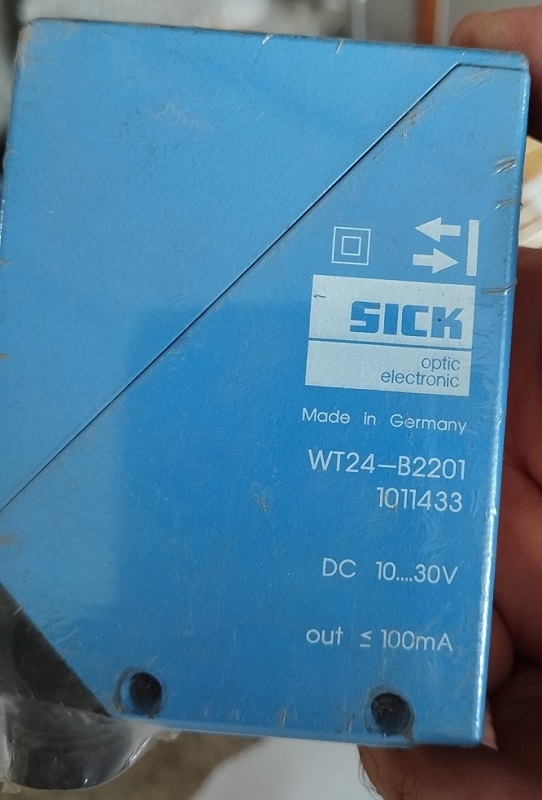 SICK
optic
electronic
Made in Germany
WT24-B2201
1011433
DC 10....30V
out ≤ 100mA